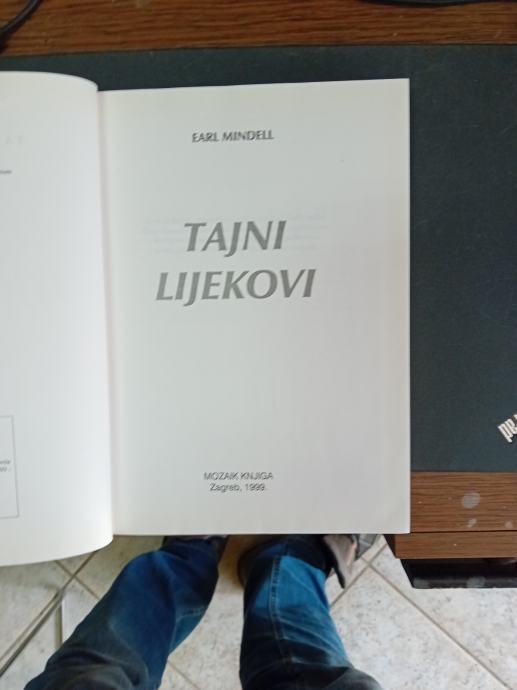 EARL MINDELL
TAJNI
LIJEKOVI
MOZAIK KNJIGA
Zagreb, 1999.